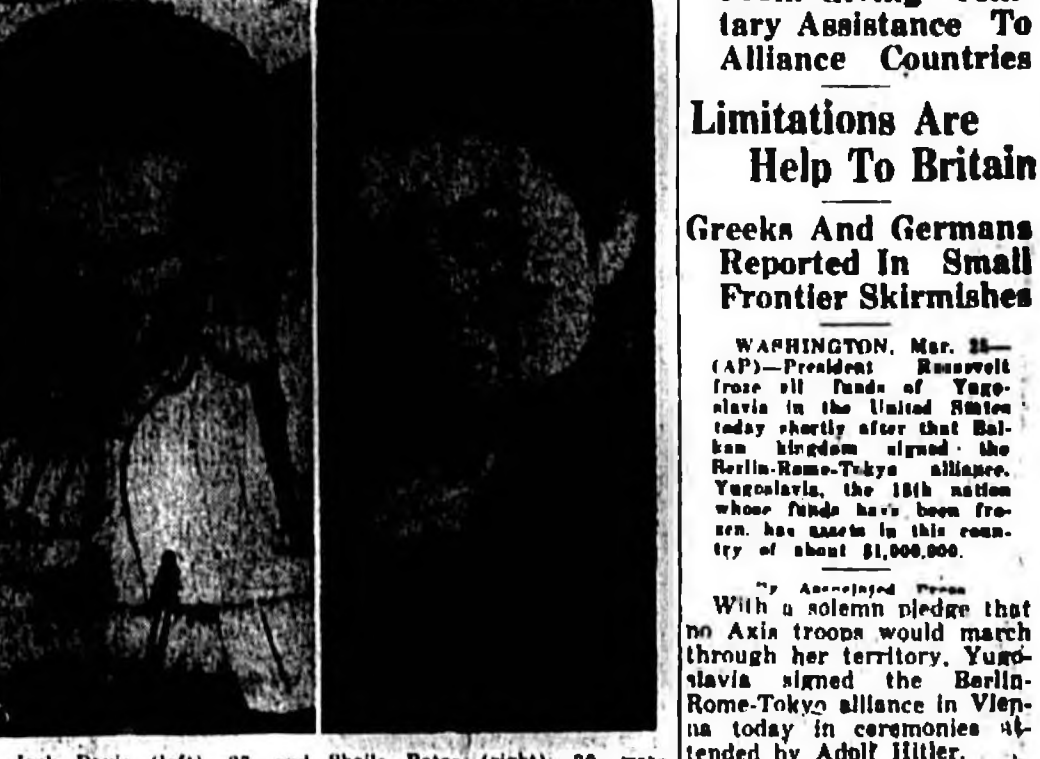 tary Assistance To
Alliance Countries
Limitations Are
Help To Britain
Greeks And Germans
Reported In Small
Frontier Skirmishes
WASHINGTON, Mar.
(AP)—President Roosevelt
froze all funds of Yugo-
slavia in the United States
today shortly after that Bal-
kan kingdom signed the
Berlin-Rome-Tokyo alliance.
Yugoslavia, the 18th nation
whose funds have been fro-
zen, has assets in this coun-
try of about $1,000,000.
By Associated Press
With a solemn pledge that
no Axis troops would march
through her territory, Yugo-
slavia signed the Berlin-
Rome-Tokyo alliance in Vien-
na today in ceremonies at-
tended by Adolf Hitler.
(left) and Sheila (right)